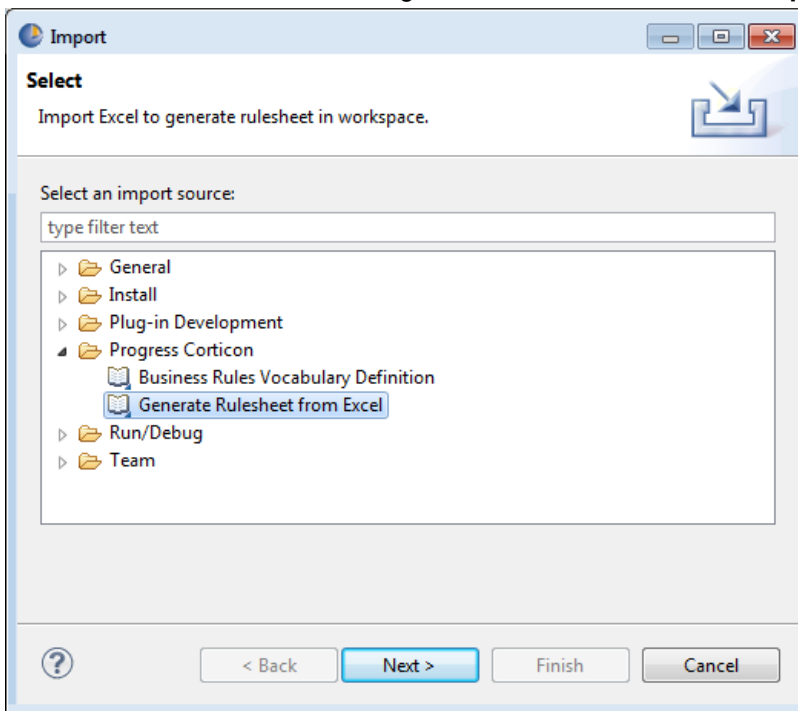 Import
Select
Import Excel to generate rulesheet in workspace.
Select an import source:
type filter text
General
Install
Plug-in Development
Progress Corticon
Business Rules Vocabulary Definition
Generate Rulesheet from Excel
Run/Debug
Team
? < Back Next > Finish Cancel